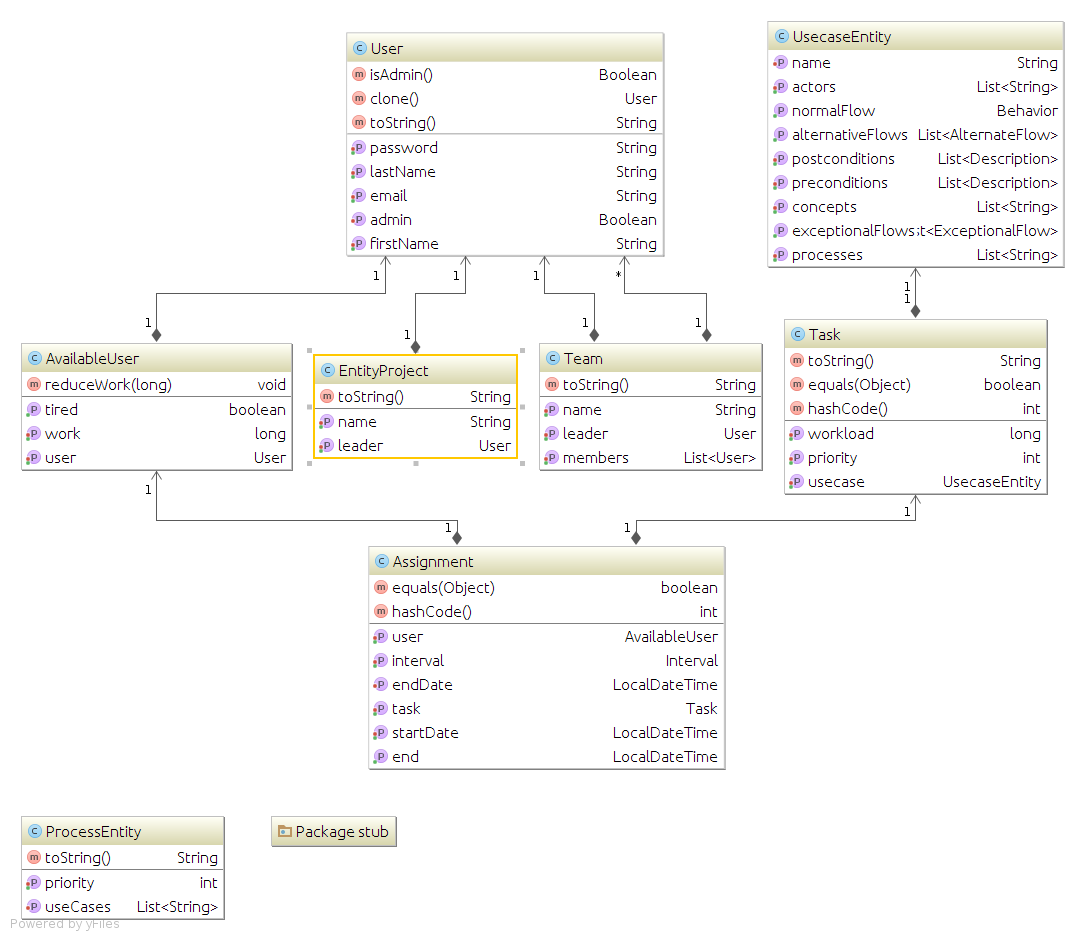 User
isAdmin() Boolean
clone() User
toString() String
password String
lastName String
email String
admin Boolean
firstName String
UsecaseEntity
name String
actors List<String>
normalFlow Behavior
alternativeFlows List<AlternateFlow>
postconditions List<Description>
preconditions List<Description>
concepts List<String>
exceptionalFlows t<ExceptionalFlow>
processes List<String>
1 1 1 *
1 1 1 1
1
1
AvailableUser
reduceWork(long) void
tired boolean
work long
user User
EntityProject
toString() String
name String
leader User
Team
toString() String
name String
leader User
members List<User>
Task
toString() String
equals(Object) boolean
hashCode() int
workload long
priority int
usecase UsecaseEntity
1 1
1 1
Assignment
equals(Object) boolean
hashCode() int
user AvailableUser
interval Interval
endDate LocalDateTime
task Task
startDate LocalDateTime
end LocalDateTime
ProcessEntity
toString() String
priority int
useCases List<String>
Package stub
Powered by yFiles